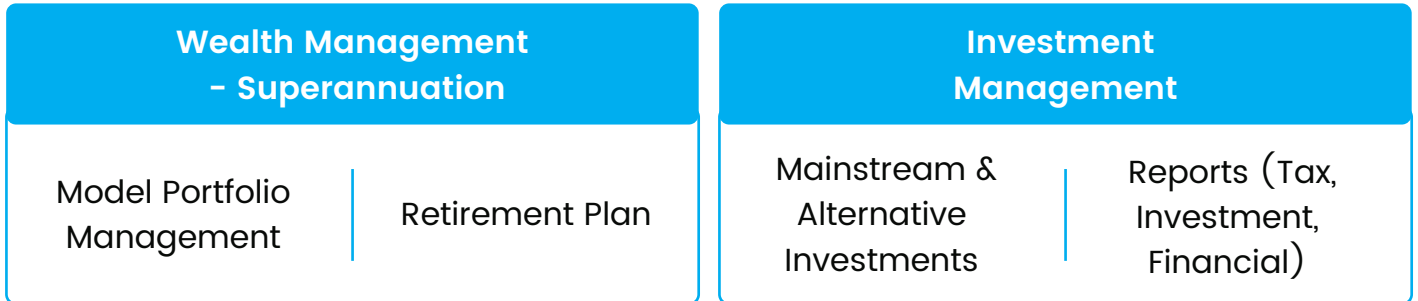 Wealth Management
- Superannuation
Model Portfolio
Management
Retirement Plan
Investment
Management
Mainstream &
Alternative
Investments
Reports (Tax,
Investment,
Financial)